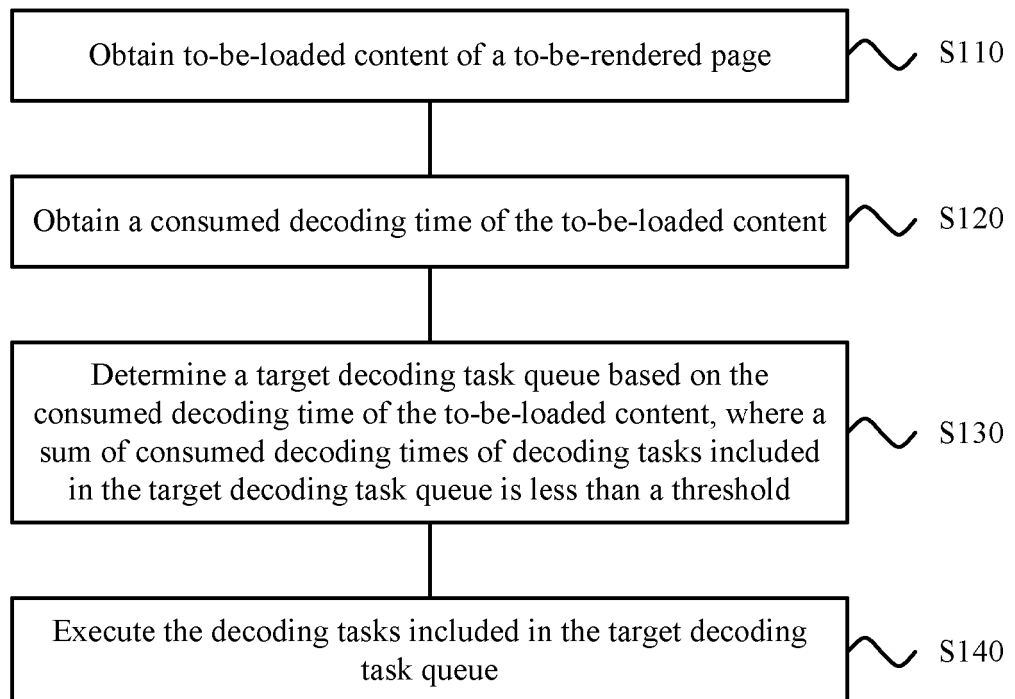 Obtain to-be-loaded content of a to-be-rendered page
S110
Obtain a consumed decoding time of the to-be-loaded content
S120
Determine a target decoding task queue based on the
consumed decoding time of the to-be-loaded content, where a
sum of consumed decoding times of decoding tasks included
in the target decoding task queue is less than a threshold
S130
Execute the decoding tasks included in the target decoding
task queue
S140